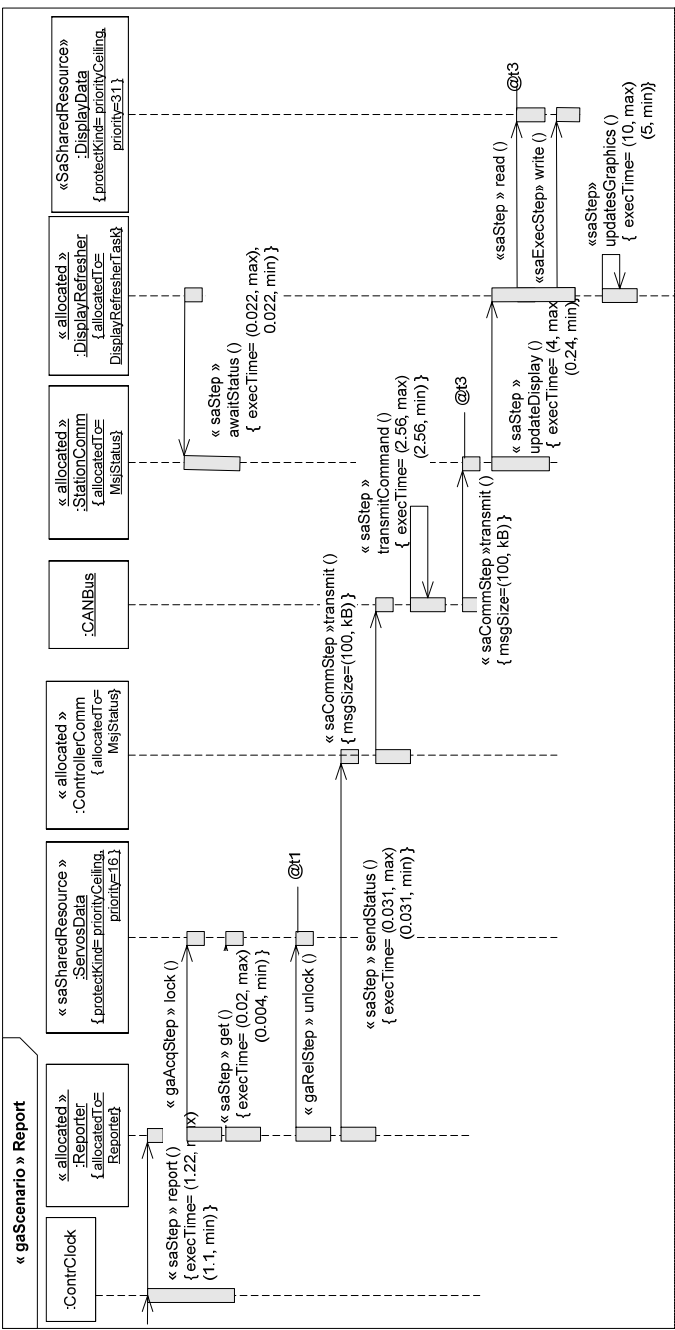 « gaScenario » Report
:ContrClock
« allocated »
:Reporter
{allocatedTo=
Reporter}
« saSharedResource »
:ServosData
{protectKind= priorityCeiling,
priority=16 }
« allocated »
:ControllerComm
{ allocatedTo=
MsjStatus}
:CANBus
« allocated »
:StationComm
{ allocatedTo=
MsjStatus}
« allocated »
:DisplayRefresher
{ allocatedTo=
DisplayRefresherTask}
«SaSharedResource»
:DisplayData
{protectKind= priorityCeiling,
priority=31 }
« saStep » report ()
{ execTime= (1.22, max)
(1.1, min) }
« gaAcqStep » lock ()
« saStep » get ()
{ execTime= (0.02, max)
(0.004, min) }
« gaRelStep » unlock ()
@t1
« saStep » sendStatus ()
{ execTime= (0.031, max)
(0.031, min) }
« saCommStep »transmit ()
{ msgSize=(100, kB) }
« saStep »
transmitCommand ()
{ execTime= (2.56, max)
(2.56, min) }
« saCommStep »transmit ()
{ msgSize=(100, kB) }
@t3
« saStep »
awaitStatus ()
{ execTime= (0.022, max),
0.022, min) }
« saStep »
updateDisplay ()
{ execTime= (4, max
(0.24, min),
«saStep » read ()
@t3
«saExecStep» write ()
«saStep»
updatesGraphics ()
{ execTime= (10, max)
(5, min)}